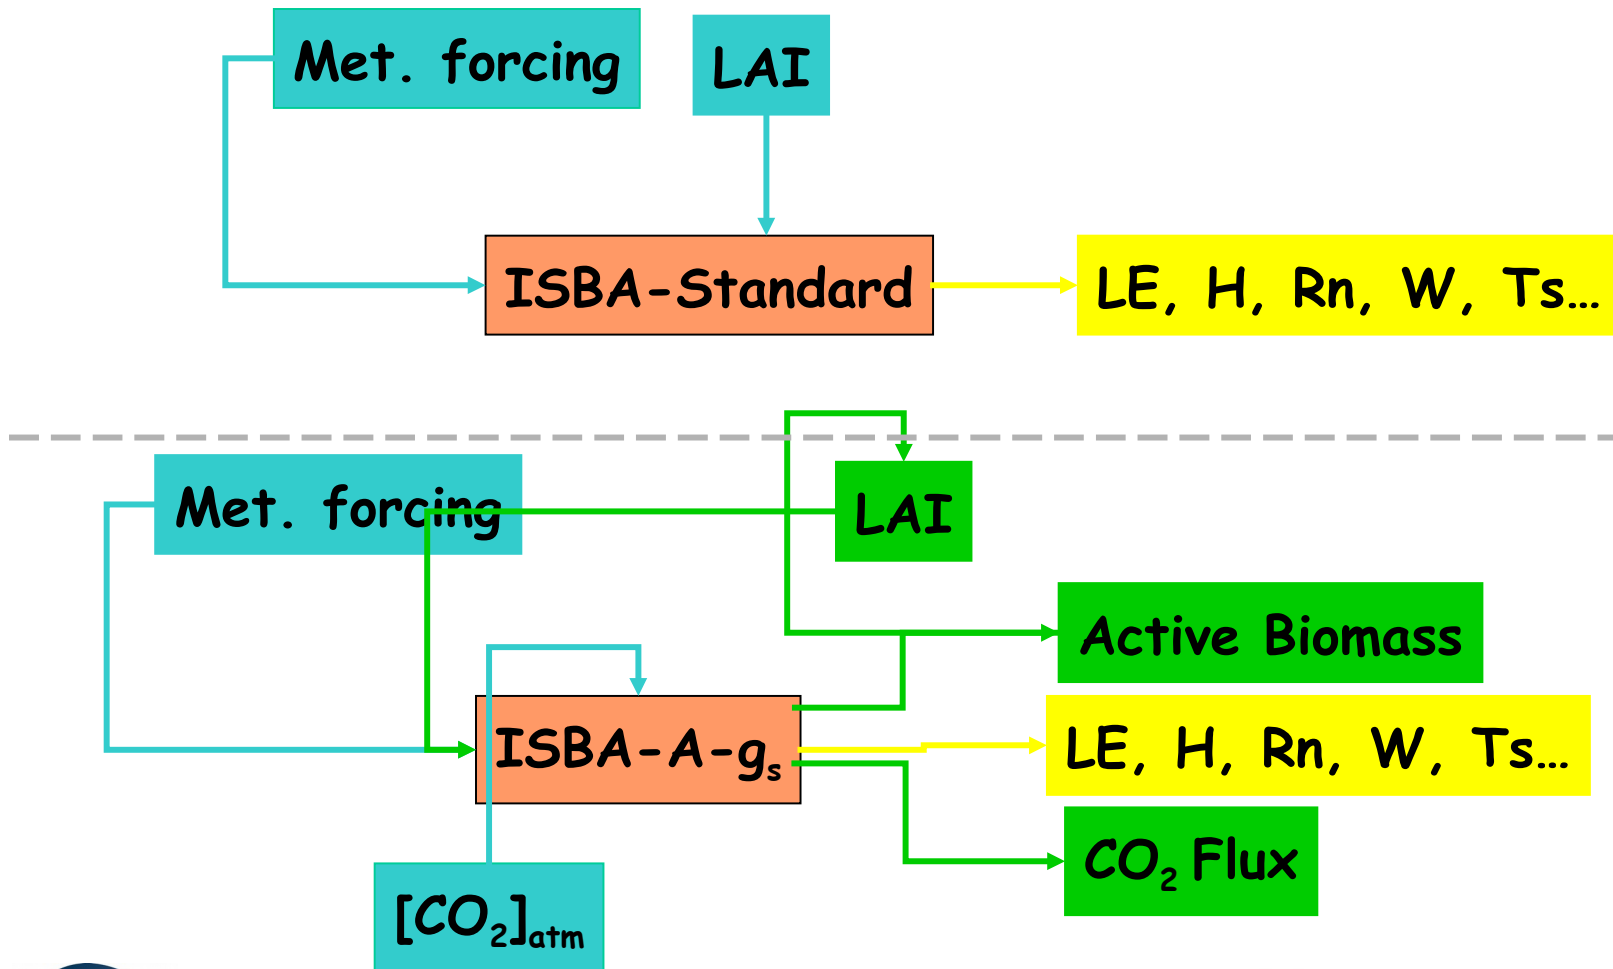 Met. forcing
LAI
ISBA-Standard
LE, H, Rn, W, Ts…
Met. forcing
LAI
Active Biomass
ISBA-A-gₛ
LE, H, Rn, W, Ts…
CO₂ Flux
[CO₂]atm